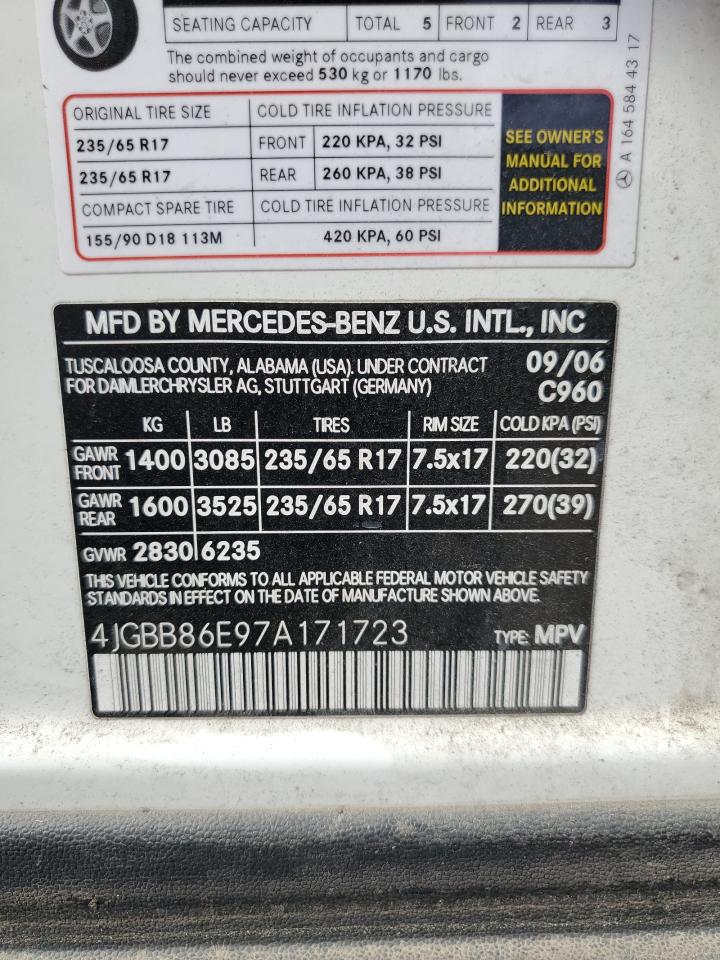 SEATING CAPACITY TOTAL 5 FRONT 2 REAR 3
The combined weight of occupants and cargo
should never exceed 530 kg or 1170 lbs.
ORIGINAL TIRE SIZE COLD TIRE INFLATION PRESSURE
235/65 R17 FRONT 220 KPA, 32 PSI
235/65 R17 REAR 260 KPA, 38 PSI
COMPACT SPARE TIRE COLD TIRE INFLATION PRESSURE
155/90 D18 113M 420 KPA, 60 PSI
SEE OWNER'S
MANUAL FOR
ADDITIONAL
INFORMATION
A 164 584 43 17
MFD BY MERCEDES-BENZ U.S. INTL., INC
TUSCALOOSA COUNTY, ALABAMA (USA). UNDER CONTRACT 09/06
FOR DAIMLERCHRYSLER AG, STUTTGART (GERMANY) C960
KG LB TIRES RIM SIZE COLD KPA (PSI)
GAWR FRONT 1400 3085 235/65 R17 7.5x17 220(32)
GAWR REAR 1600 3525 235/65 R17 7.5x17 270(39)
GVWR 2830 6235
THIS VEHICLE CONFORMS TO ALL APPLICABLE FEDERAL MOTOR VEHICLE SAFETY
STANDARDS IN EFFECT ON THE DATE OF MANUFACTURE SHOWN ABOVE.
4JGBB86E97A171723 TYPE: MPV